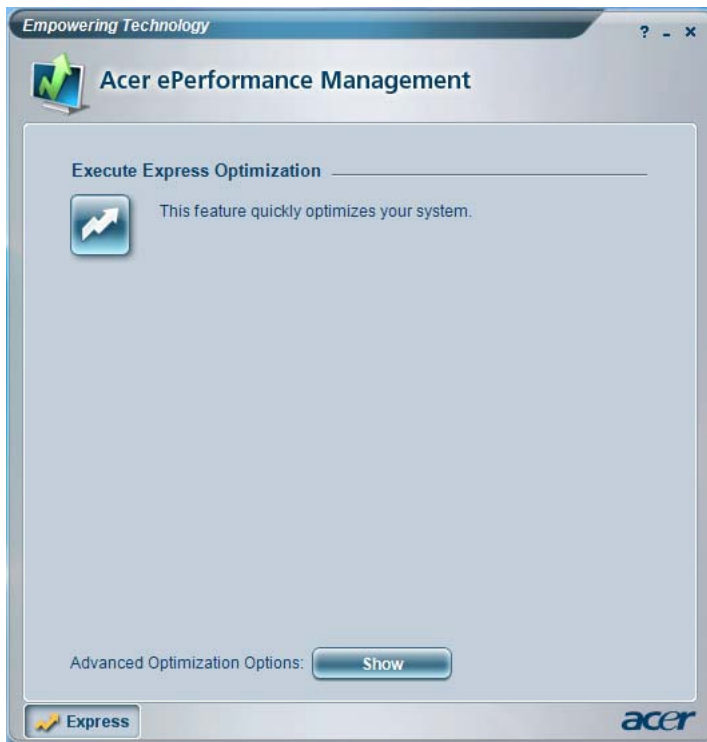 Empowering Technology
? - ×
Acer ePerformance Management
Execute Express Optimization
This feature quickly optimizes your system.
Advanced Optimization Options: Show
Express
acer